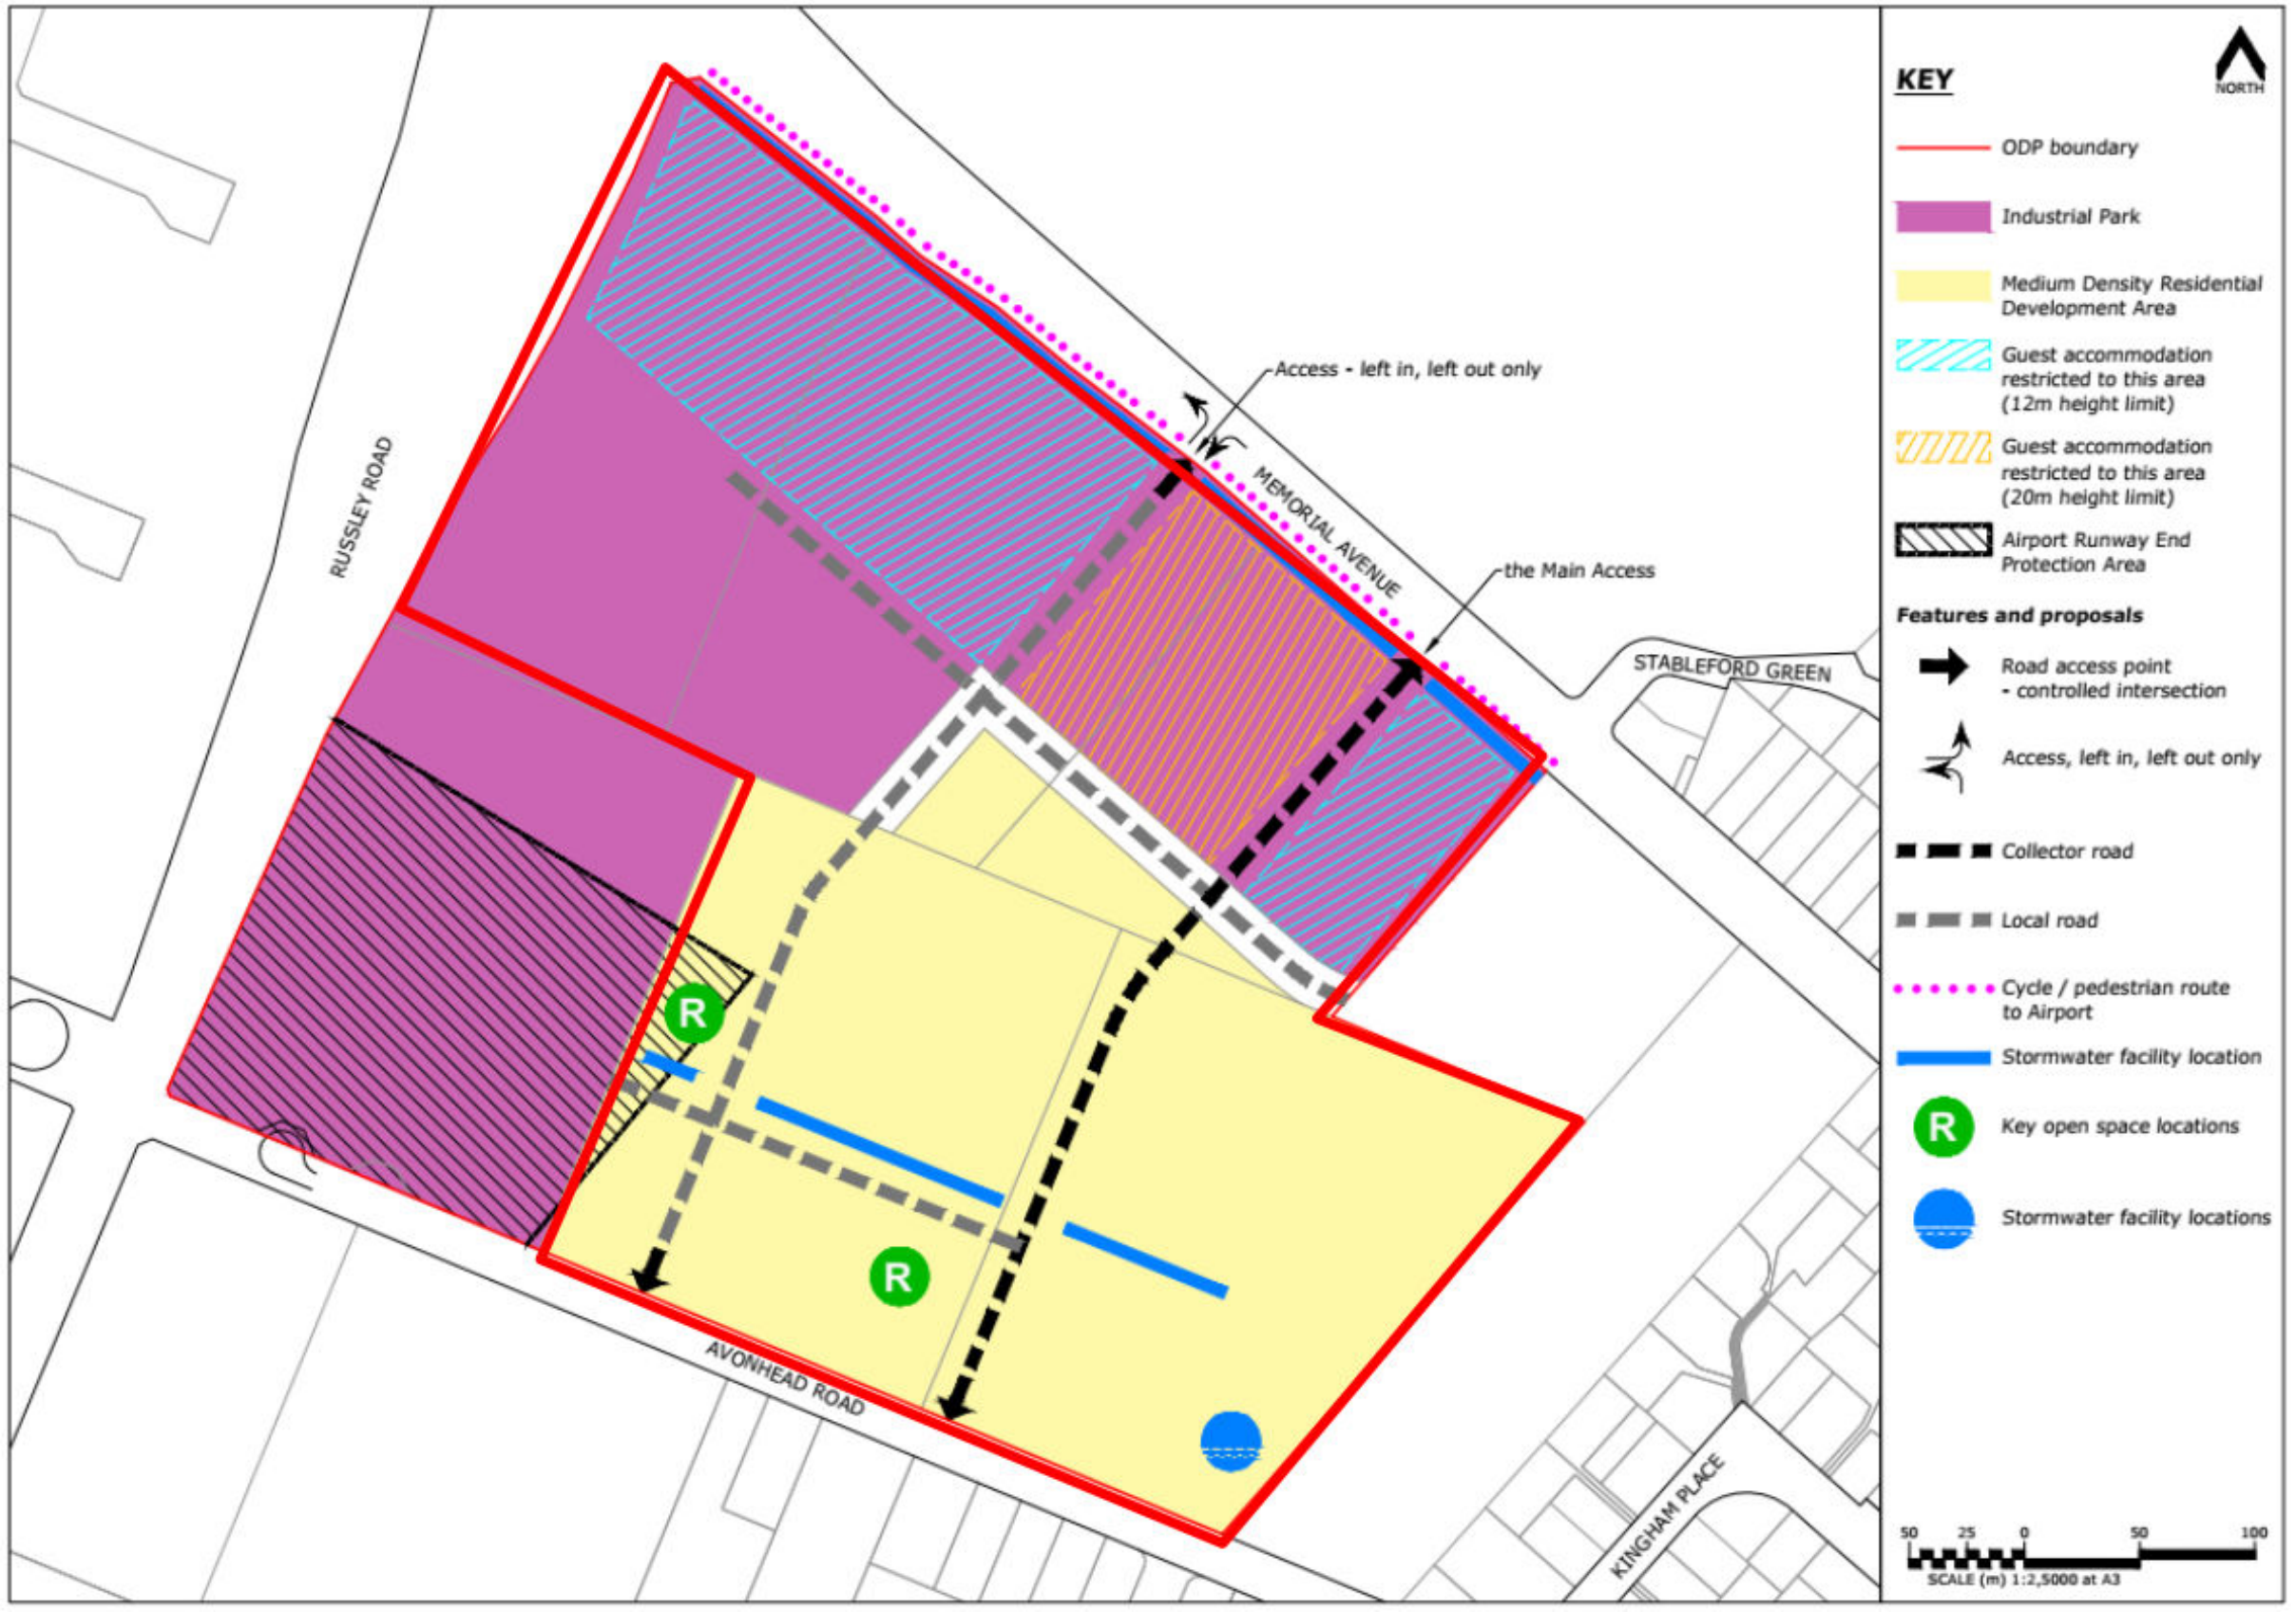 RUSSLEY ROAD
Access - left in, left out only
MEMORIAL AVENUE
the Main Access
STABLEFORD GREEN
R
R
AVONHEAD ROAD
KINGHAM PLACE
KEY
NORTH
ODP boundary
Industrial Park
Medium Density Residential
Development Area
Guest accommodation
restricted to this area
(12m height limit)
Guest accommodation
restricted to this area
(20m height limit)
Airport Runway End
Protection Area
Features and proposals
Road access point
- controlled intersection
Access, left in, left out only
Collector road
Local road
Cycle / pedestrian route
to Airport
Stormwater facility location
R
Key open space locations
Stormwater facility locations
50 25 0 50 100
SCALE (m) 1:2,5000 at A3